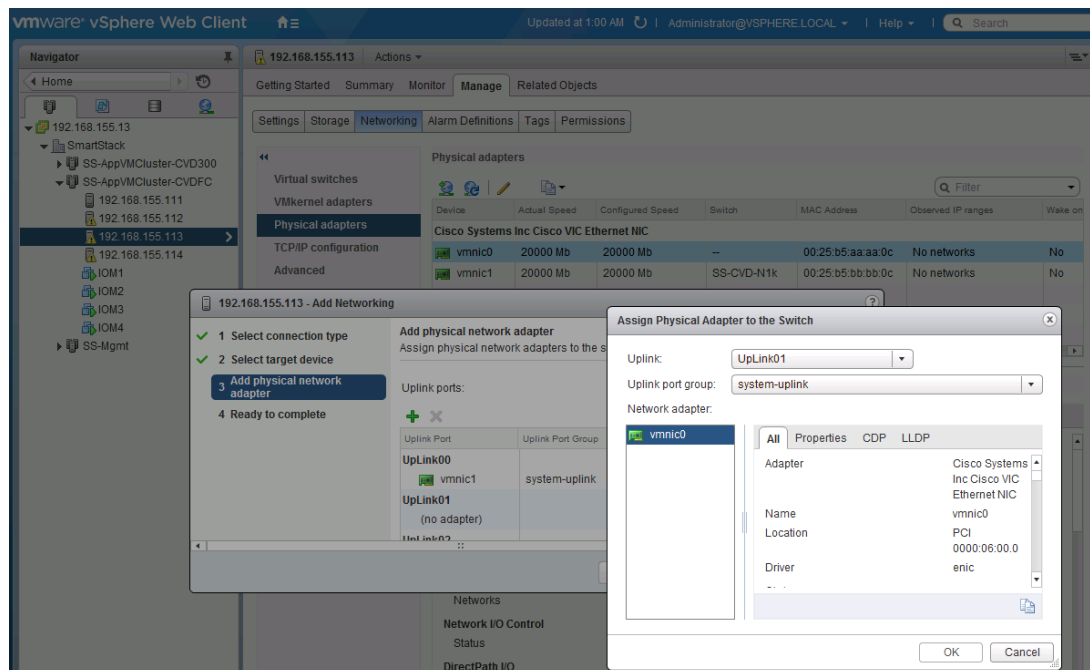 vmware® vSphere Web Client
Updated at 1:00 AM | Administrator@VSPHERE.LOCAL | Help | Search
Navigator
Home
192.168.155.13
SmartStack
SS-AppVMCluster-CVD300
SS-AppVMCluster-CVDFC
192.168.155.111
192.168.155.112
192.168.155.113
192.168.155.114
IOM1
IOM2
IOM3
IOM4
SS-Mgmt
192.168.155.113 Actions
Getting Started Summary Monitor Manage Related Objects
Settings Storage Networking Alarm Definitions Tags Permissions
Virtual switches
VMkernel adapters
Physical adapters
TCP/IP configuration
Advanced
Physical adapters
Filter
Device Actual Speed Configured Speed Switch MAC Address Observed IP ranges Wake on
Cisco Systems Inc Cisco VIC Ethernet NIC
vmnic0 20000 Mb 20000 Mb -- 00:25:b5:aa:aa:0c No networks No
vmnic1 20000 Mb 20000 Mb SS-CVD-N1k 00:25:b5:bb:bb:0c No networks No
192.168.155.113 - Add Networking
1 Select connection type
2 Select target device
3 Add physical network
adapter
4 Ready to complete
Add physical network adapter
Assign physical network adapters to the s
Uplink ports:
Uplink Port Uplink Port Group
UpLink00
vmnic1 system-uplink
UpLink01
(no adapter)
UpLink02
Assign Physical Adapter to the Switch
Uplink: UpLink01
Uplink port group: system-uplink
Network adapter:
vmnic0
All Properties CDP LLDP
Adapter Cisco Systems
Inc Cisco VIC
Ethernet NIC
Name vmnic0
Location PCI
0000:06:00.0
Driver enic
OK Cancel
Networks
Network I/O Control
Status
DirectPath I/O